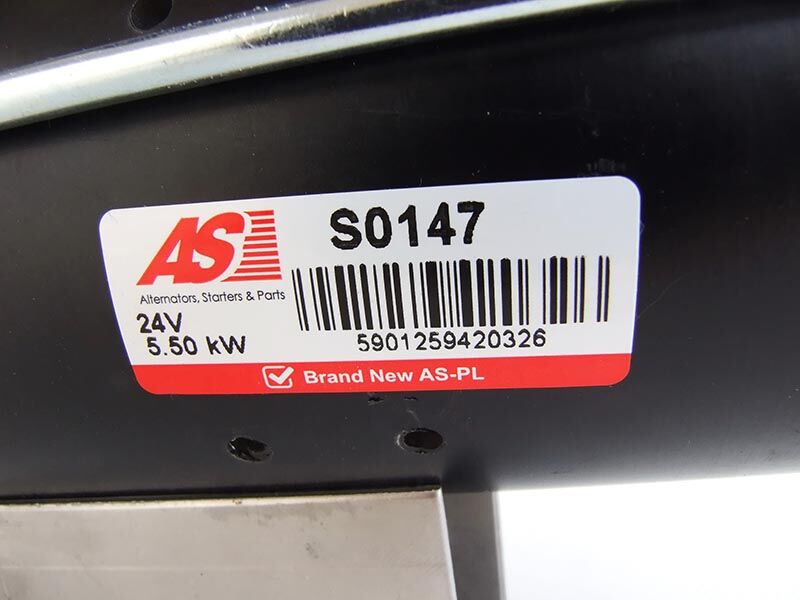 AS
Alternators, Starters & Parts
24V
5.50 kW
S0147
5901259420326
Brand New AS-PL